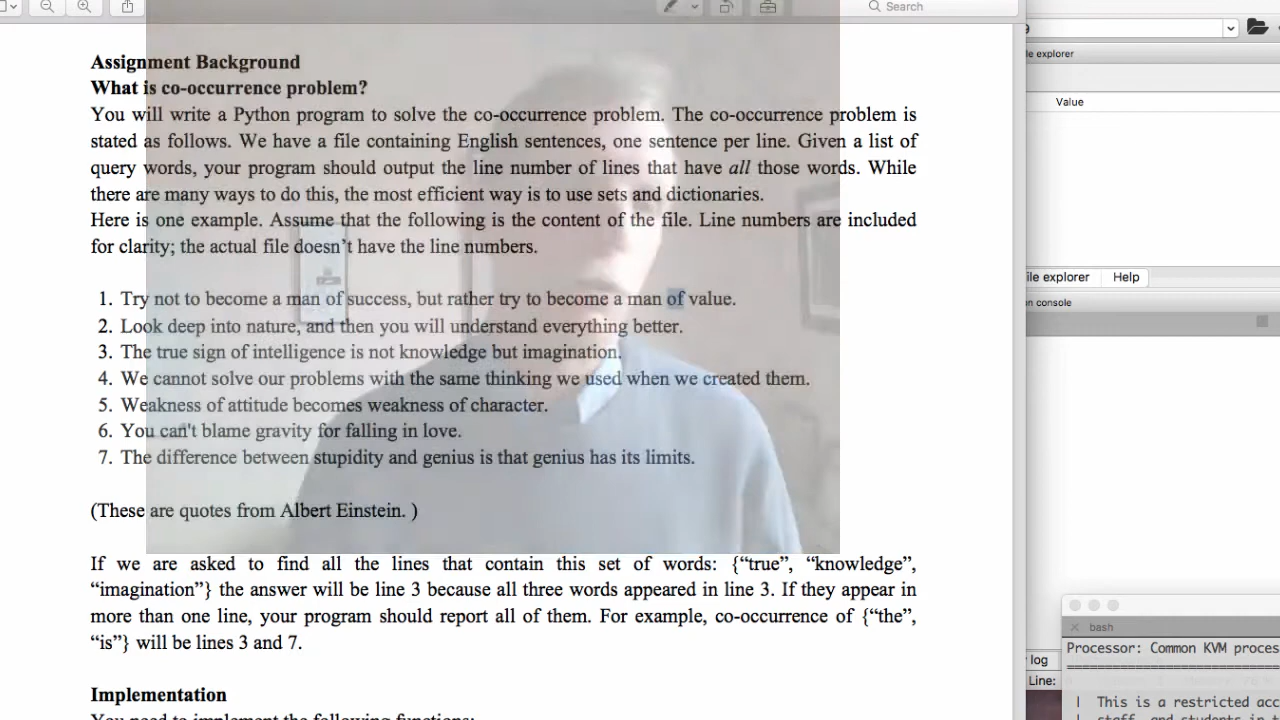 Search
Assignment Background
What is co-occurrence problem?
You will write a Python program to solve the co-occurrence problem. The co-occurrence problem is
stated as follows. We have a file containing English sentences, one sentence per line. Given a list of
query words, your program should output the line number of lines that have all those words. While
there are many ways to do this, the most efficient way is to use sets and dictionaries.
Here is one example. Assume that the following is the content of the file. Line numbers are included
for clarity; the actual file doesn’t have the line numbers.
1. Try not to become a man of success, but rather try to become a man of value.
2. Look deep into nature, and then you will understand everything better.
3. The true sign of intelligence is not knowledge but imagination.
4. We cannot solve our problems with the same thinking we used when we created them.
5. Weakness of attitude becomes weakness of character.
6. You can't blame gravity for falling in love.
7. The difference between stupidity and genius is that genius has its limits.
(These are quotes from Albert Einstein. )
If we are asked to find all the lines that contain this set of words: {“true”, “knowledge”,
“imagination”} the answer will be line 3 because all three words appeared in line 3. If they appear in
more than one line, your program should report all of them. For example, co-occurrence of {“the”,
“is”} will be lines 3 and 7.
Implementation
You need to implement the following functions:
le explorer
Value
ile explorer
Help
on console
bash
Processor: Common KVM proces
log
Line:
| This is a restricted acc
| staff, and students in